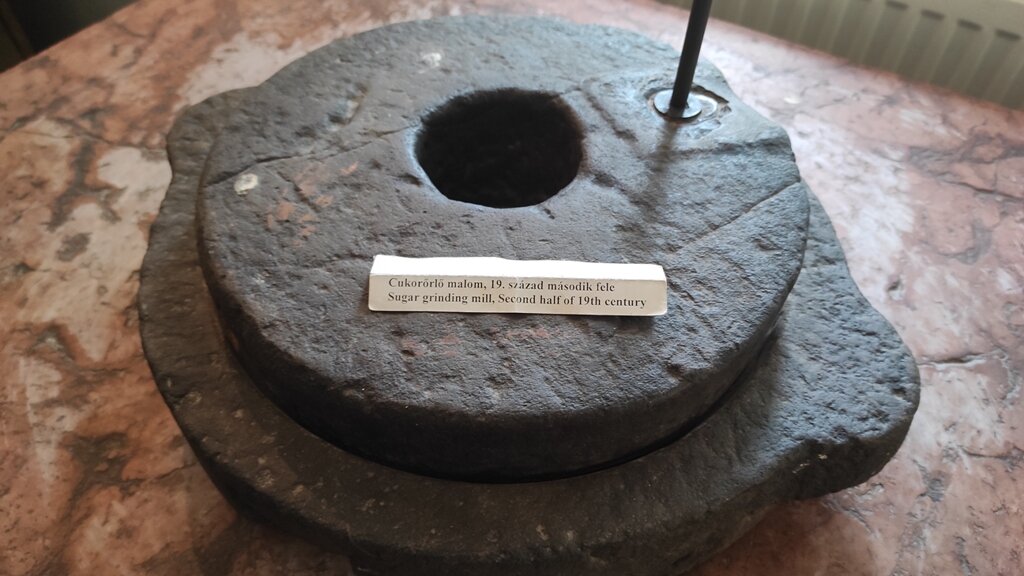 Cukorőrlő malom, 19. század második fele
Sugar grinding mill, Second half of 19th century